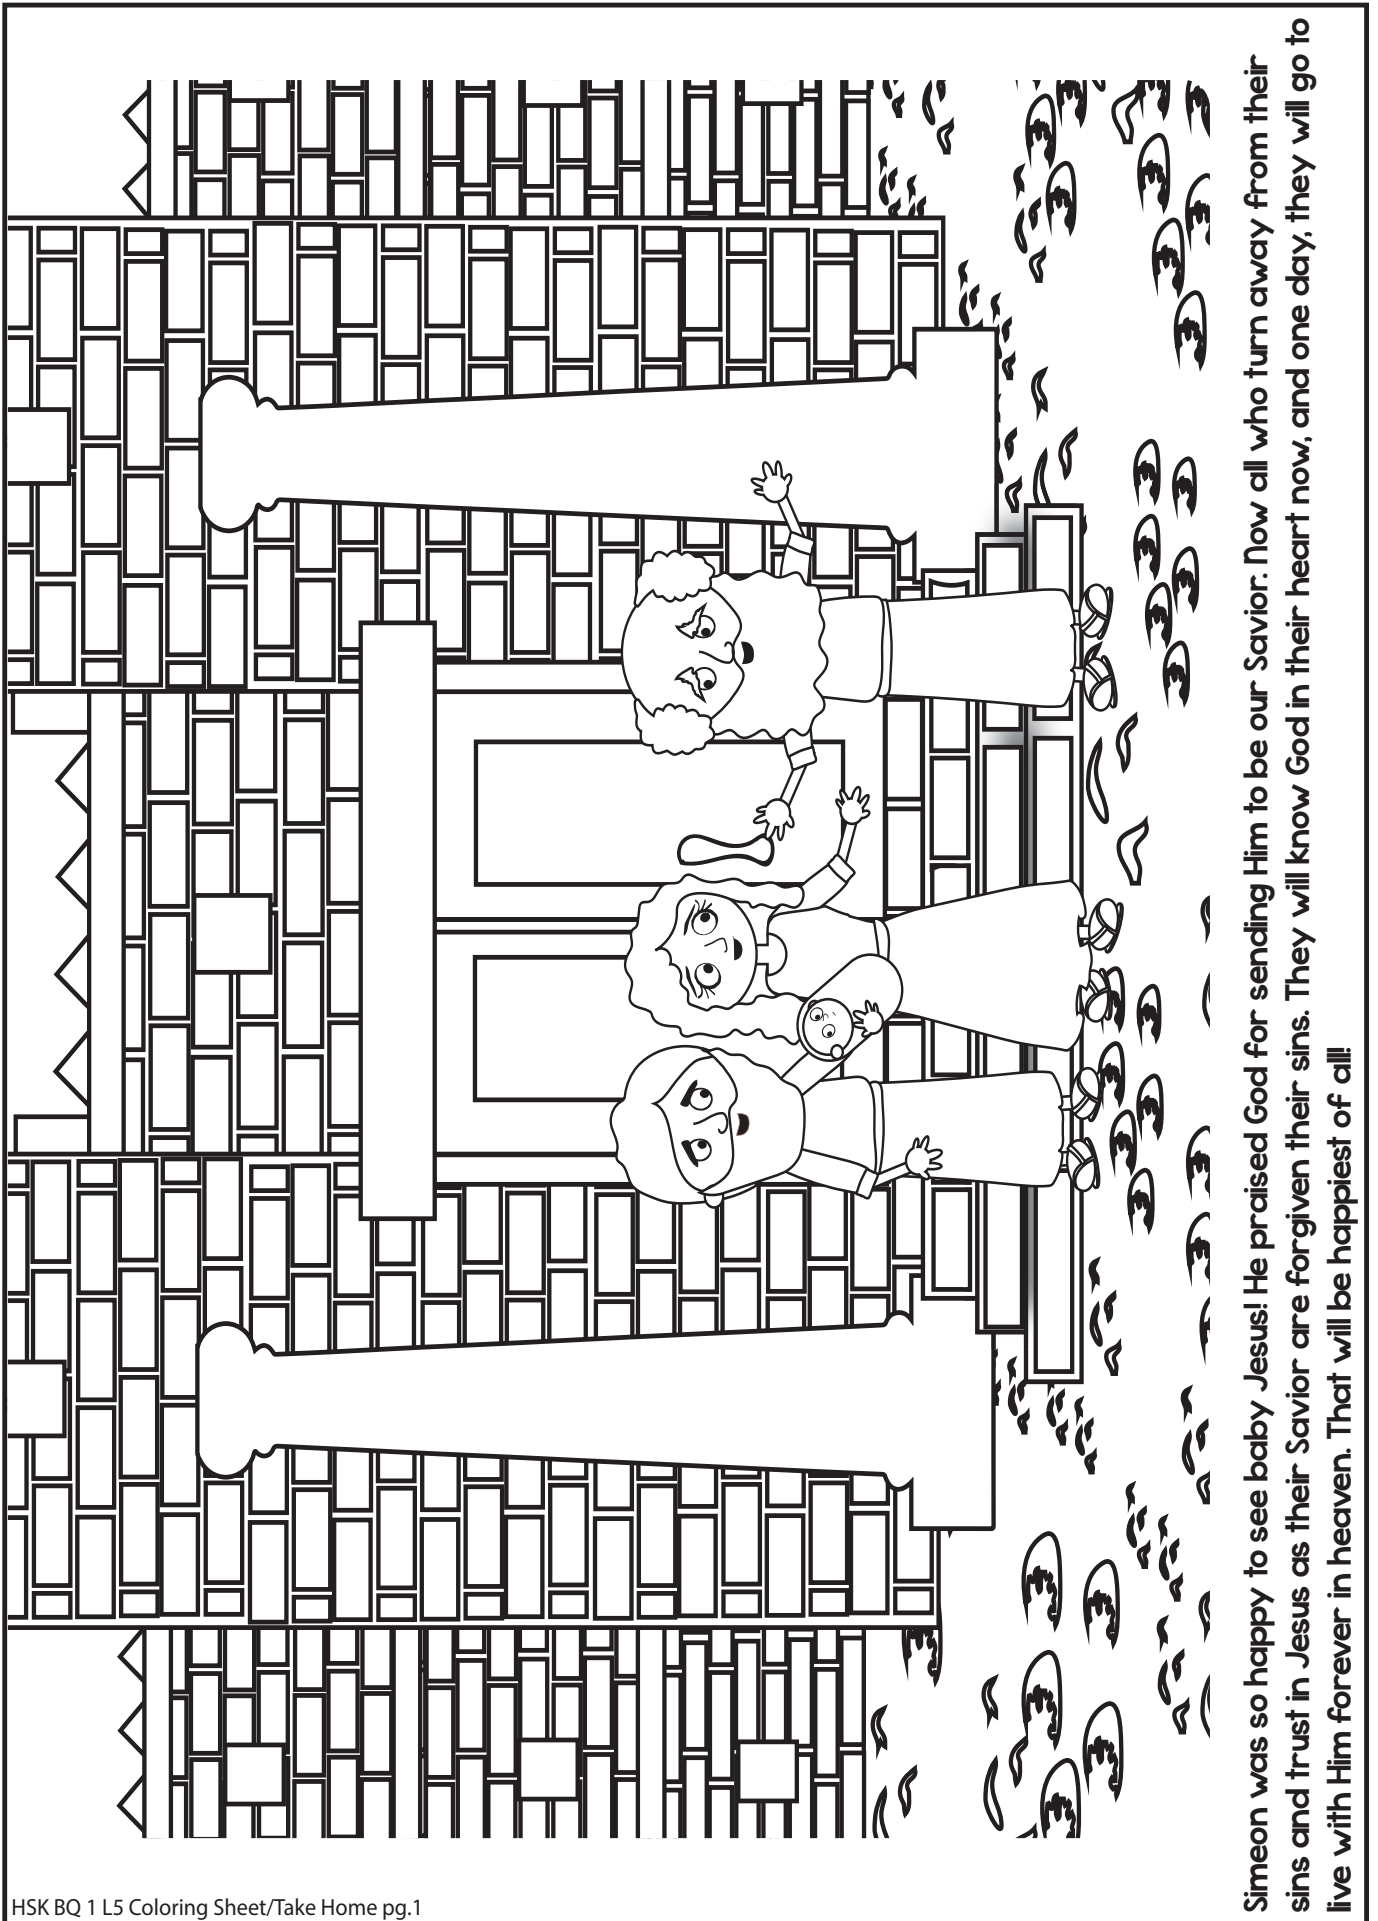 Simeon was so happy to see baby Jesus! He praised God for sending Him to be our Savior. Now all who turn away from their
sins and trust in Jesus as their Savior are forgiven their sins. They will know God in their heart now, and one day, they will go to
live with Him forever in heaven. That will be happiest of all!
HSK BQ 1 L5 Coloring Sheet/Take Home pg.1